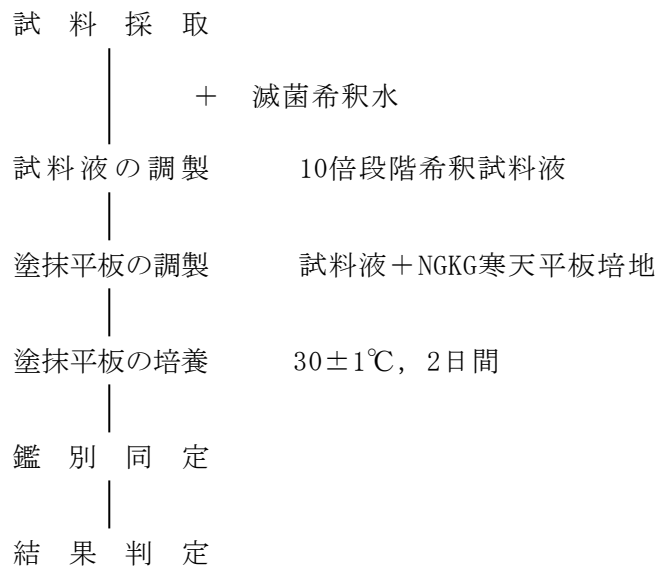 試料採取
＋ 滅菌希釈水
試料液の調製 10倍段階希釈試料液
塗抹平板の調製 試料液＋NGKG寒天平板培地
塗抹平板の培養 30±1℃，2日間
鑑別同定
結果判定